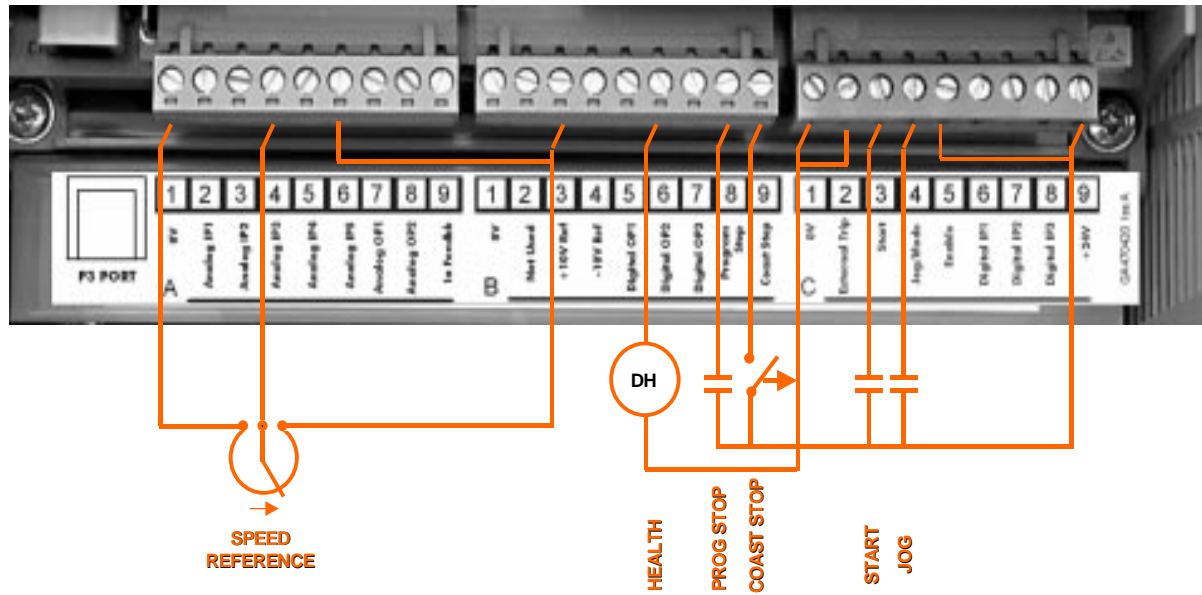 P3 PORT
1 2 3 4 5 6 7 8 9
1 2 3 4 5 6 7 8 9
1 2 3 4 5 6 7 8 9
A
0V
Analog IP1
Analog IP2
Analog IP3
Analog IP4
Analog IP5
Analog OP1
Analog OP2
B
0V
Not Used
+10V Ref
-10V Ref
Digital OP1
Digital OP2
Digital OP3
Program
Stop
Coast Stop
C
0V
External Trip
Start
Jog/Mode
Enable
Digital IP1
Digital IP2
Digital IP3
+24V
DH
SPEED
REFERENCE
HEALTH
PROG STOP
COAST STOP
START
JOG